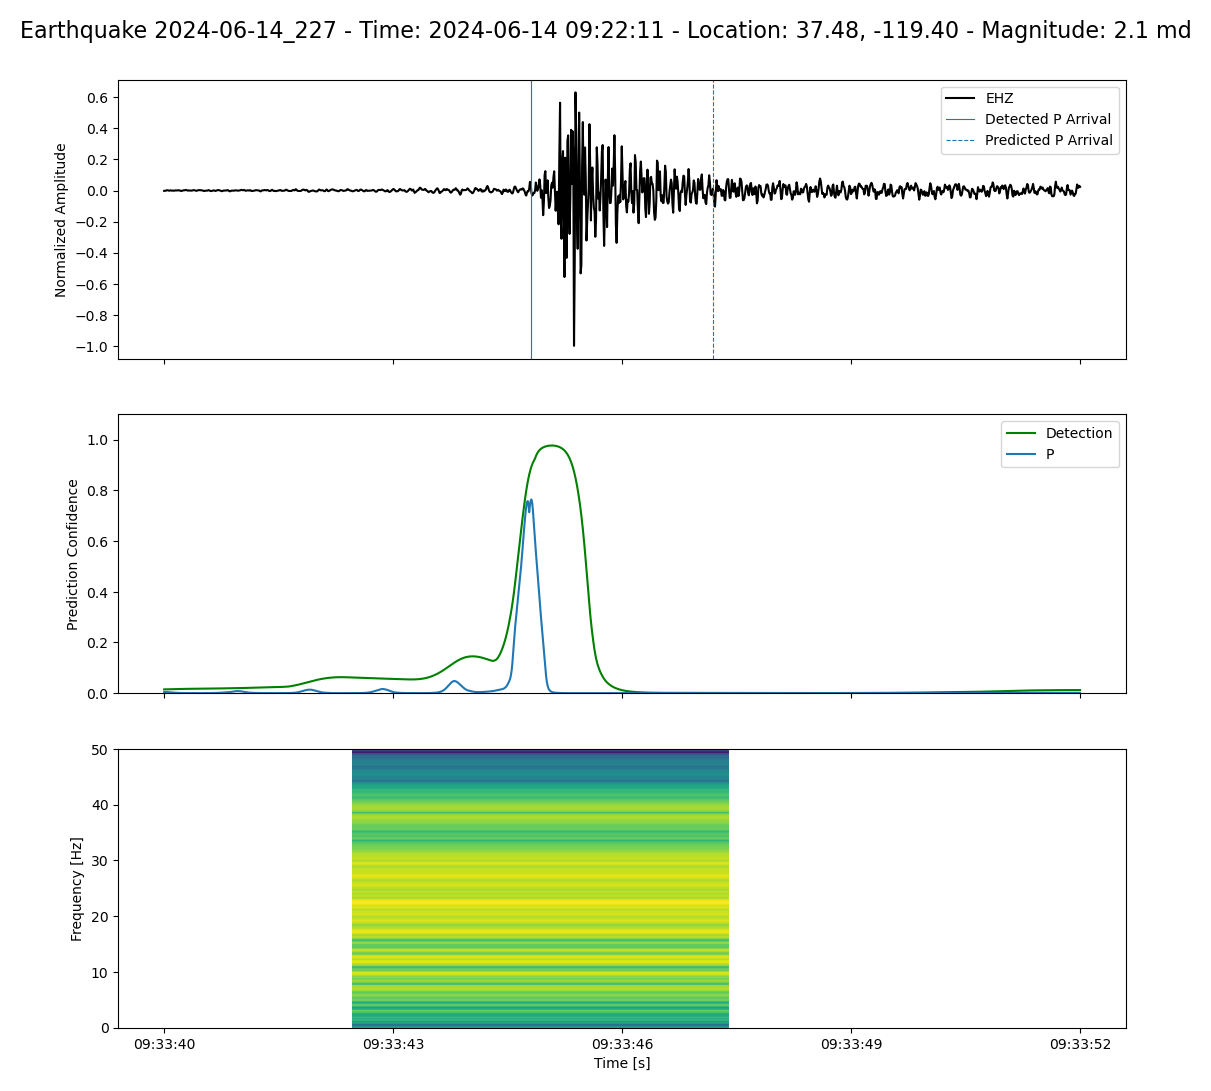 Earthquake 2024-06-14_227 - Time: 2024-06-14 09:22:11 - Location: 37.48, -119.40 - Magnitude: 2.1 md
EHZ
Detected P Arrival
Predicted P Arrival
Normalized Amplitude
0.6
0.4
0.2
0.0
−0.2
−0.4
−0.6
−0.8
−1.0
Detection
P
Prediction Confidence
1.0
0.8
0.6
0.4
0.2
0.0
Frequency [Hz]
50
40
30
20
10
0
09:33:40 09:33:43 09:33:46 09:33:49 09:33:52
Time [s]